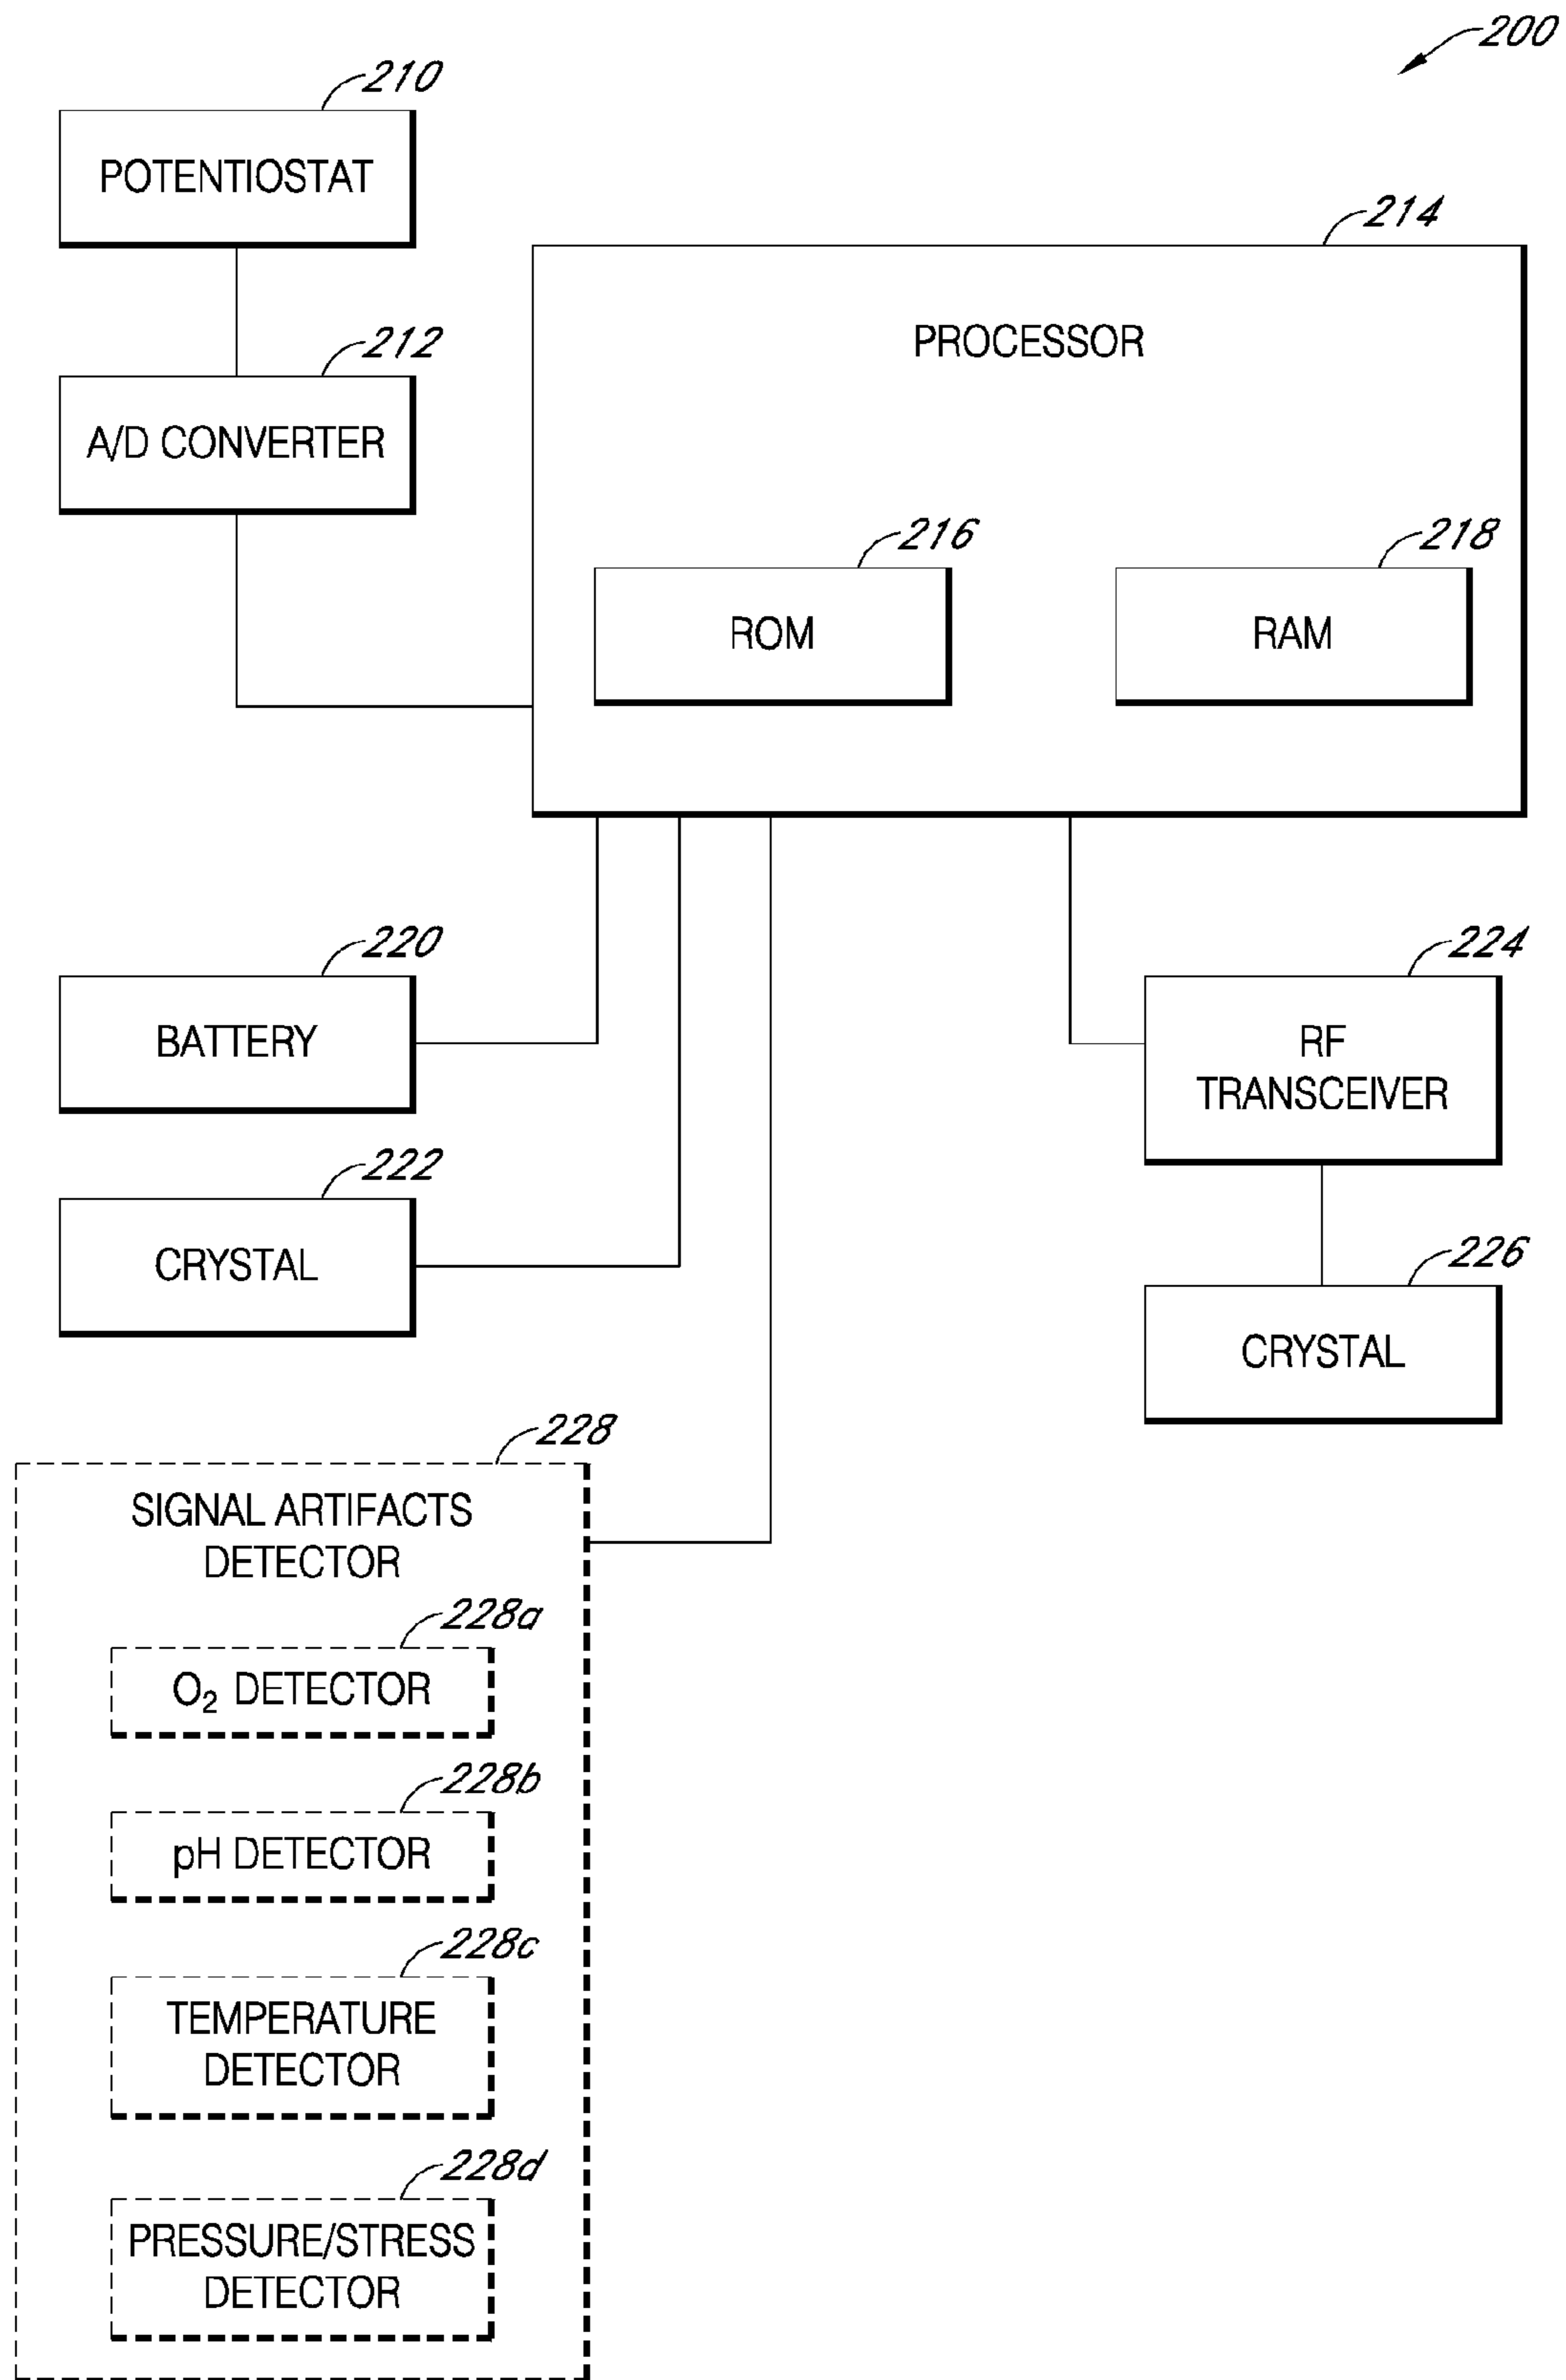 200
210
POTENTIOSTAT
214
PROCESSOR
212
A/D CONVERTER
216
ROM
218
RAM
220
BATTERY
224
RF
TRANSCEIVER
222
CRYSTAL
226
CRYSTAL
228
SIGNAL ARTIFACTS
DETECTOR
228a
O₂ DETECTOR
228b
pH DETECTOR
228c
TEMPERATURE
DETECTOR
228d
PRESSURE/STRESS
DETECTOR